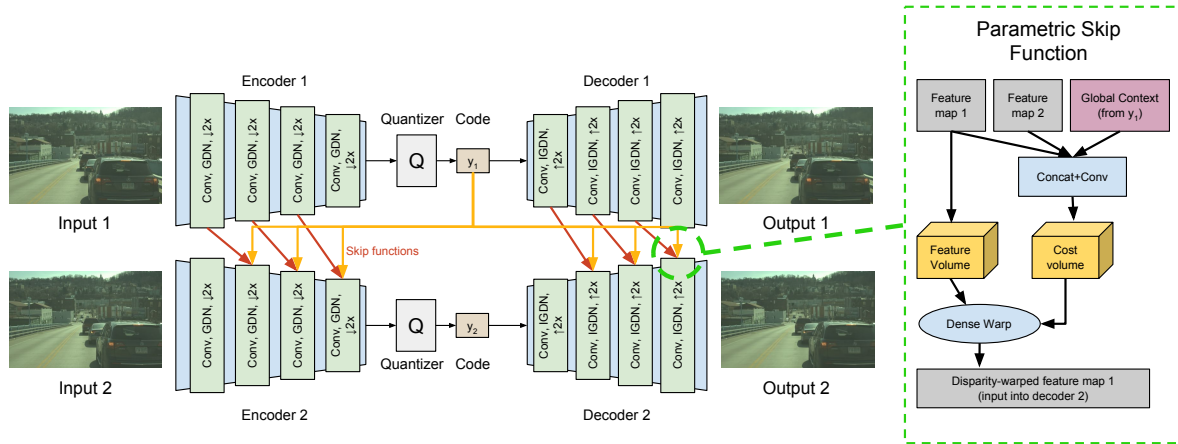 Parametric Skip
Function
Encoder 1
Decoder 1
Input 1
Conv, GDN, ↓2x
Conv, GDN, ↓2x
Conv, GDN, ↓2x
Conv, GDN,
↓2x
Quantizer
Q
Code
y1
Conv, IGDN,
↑2x
Conv, IGDN, ↑2x
Conv, IGDN, ↑2x
Conv, IGDN, ↑2x
Output 1
Skip functions
Input 2
Conv, GDN, ↓2x
Conv, GDN, ↓2x
Conv, GDN, ↓2x
Conv, GDN,
↓2x
Q
Quantizer
y2
Code
Conv, IGDN,
↑2x
Conv, IGDN, ↑2x
Conv, IGDN, ↑2x
Conv, IGDN, ↑2x
Output 2
Encoder 2
Decoder 2
Feature
map 1
Feature
map 2
Global Context
(from y1)
Concat+Conv
Feature
Volume
Cost
volume
Dense Warp
Disparity-warped feature map 1
(input into decoder 2)